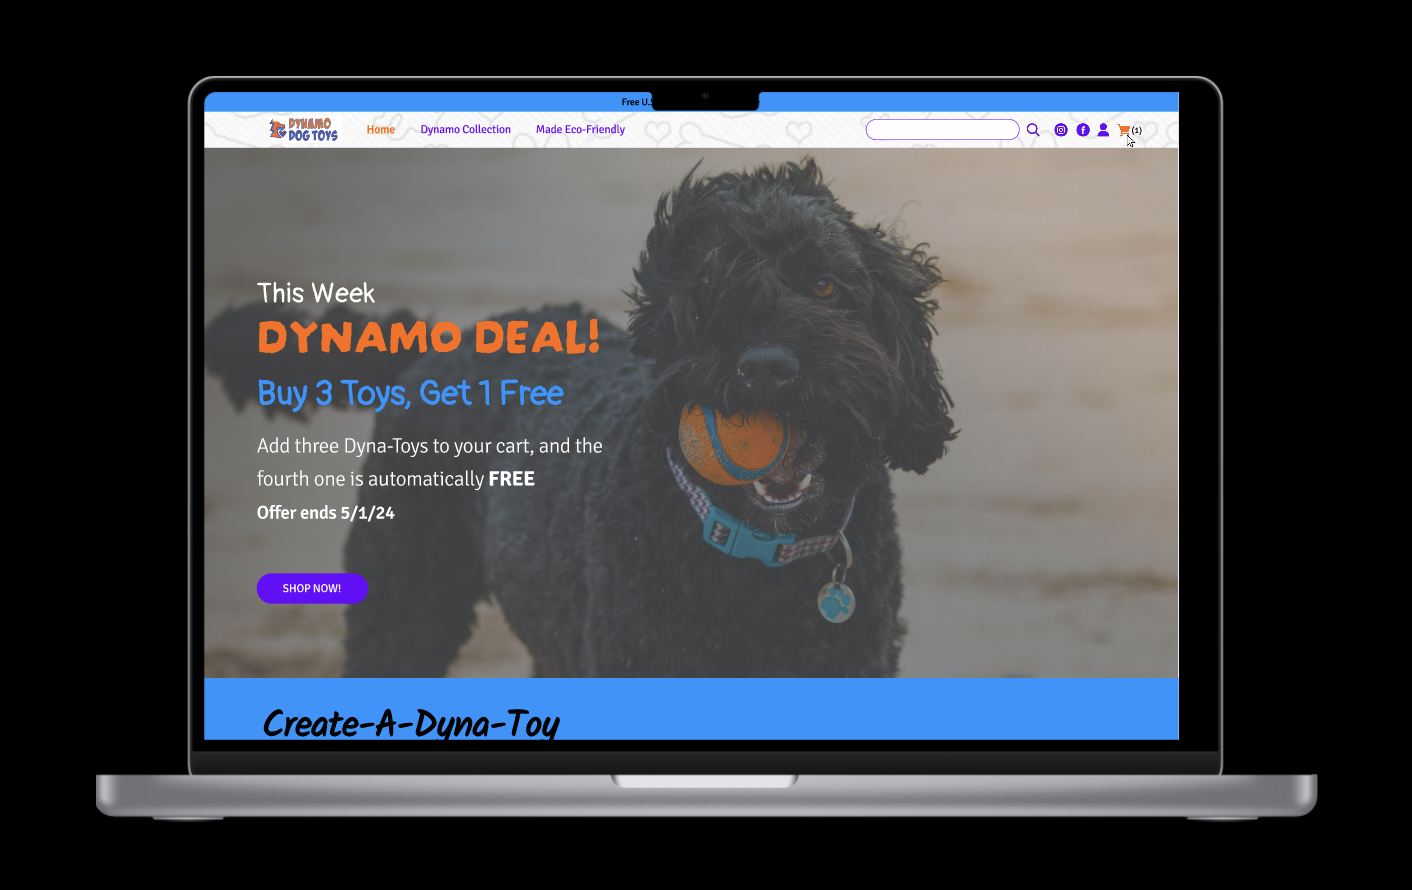 Free U.
DYNAMO
DOG TOYS
Home
Dynamo Collection
Made Eco-Friendly
(1)
This Week
DYNAMO DEAL!
Buy 3 Toys, Get 1 Free
Add three Dyna-Toys to your cart, and the
fourth one is automatically FREE
Offer ends 5/1/24
SHOP NOW!
Create-A-Dyna-Toy